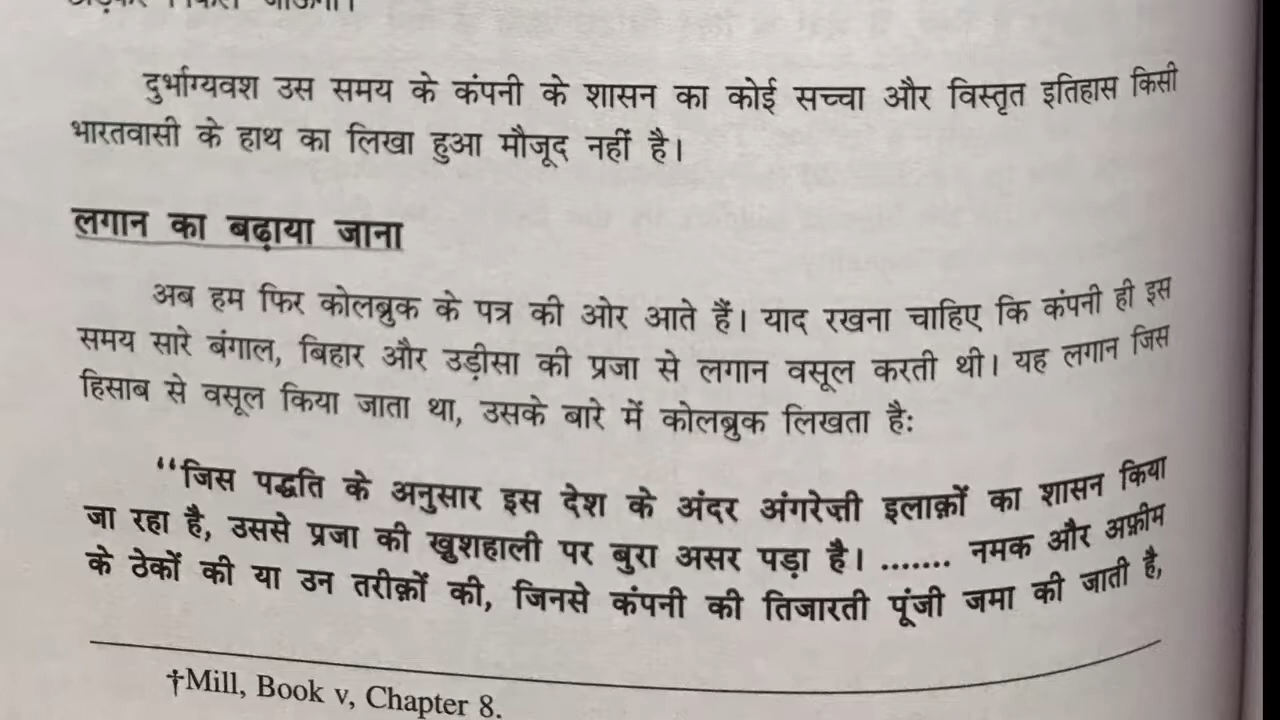 दुर्भाग्यवश उस समय के कंपनी के शासन का कोई सच्चा और विस्तृत इतिहास किसी
भारतवासी के हाथ का लिखा हुआ मौजूद नहीं है।
लगान का बढ़ाया जाना
अब हम फिर कोलब्रुक के पत्र की ओर आते हैं। याद रखना चाहिए कि कंपनी ही इस
समय सारे बंगाल, बिहार और उड़ीसा की प्रजा से लगान वसूल करती थी। यह लगान जिस
हिसाब से वसूल किया जाता था, उसके बारे में कोलब्रुक लिखता है:
“जिस पद्धति के अनुसार इस देश के अंदर अंगरेज़ी इलाक़ों का शासन किया
जा रहा है, उससे प्रजा की खुशहाली पर बुरा असर पड़ा है। ....... नमक और अफ़ीम
के ठेकों की या उन तरीक़ों की, जिनसे कंपनी की तिजारती पूंजी जमा की जाती है,
†Mill, Book v, Chapter 8.